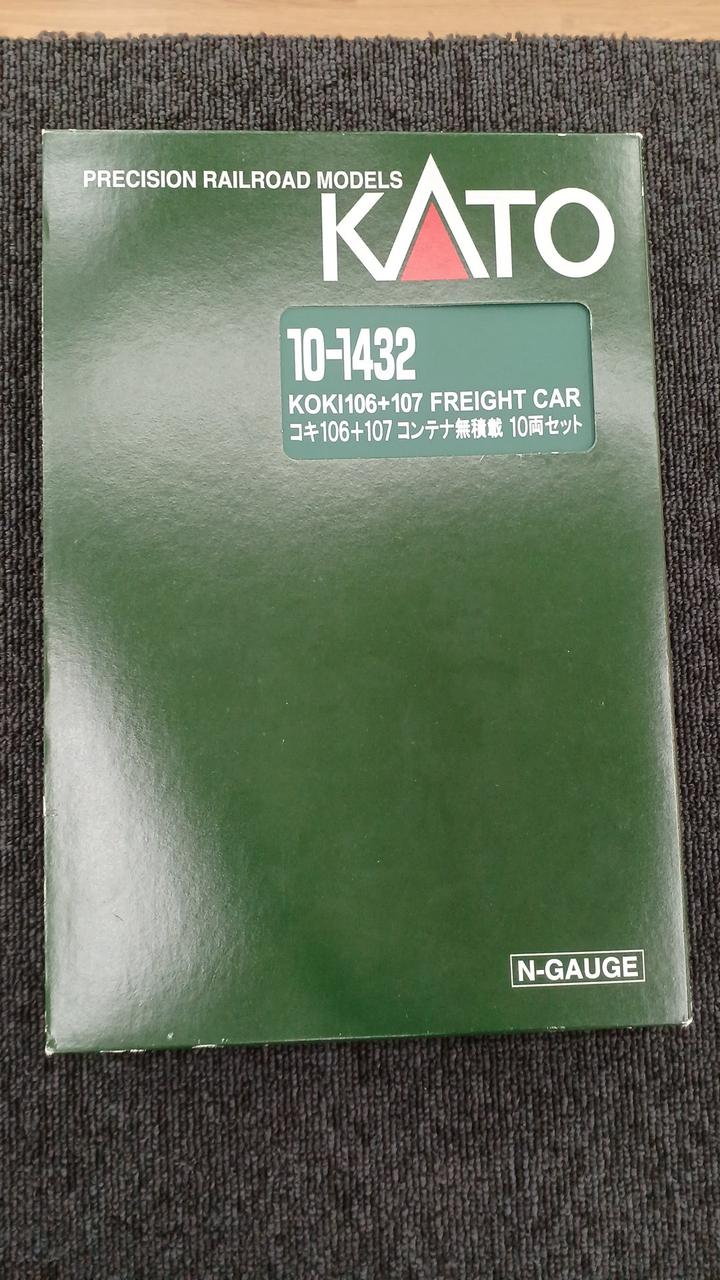 PRECISION RAILROAD MODELS
KATO
10-1432
KOKI106+107 FREIGHT CAR
コキ106+107 コンテナ無積載 10両セット
N-GAUGE